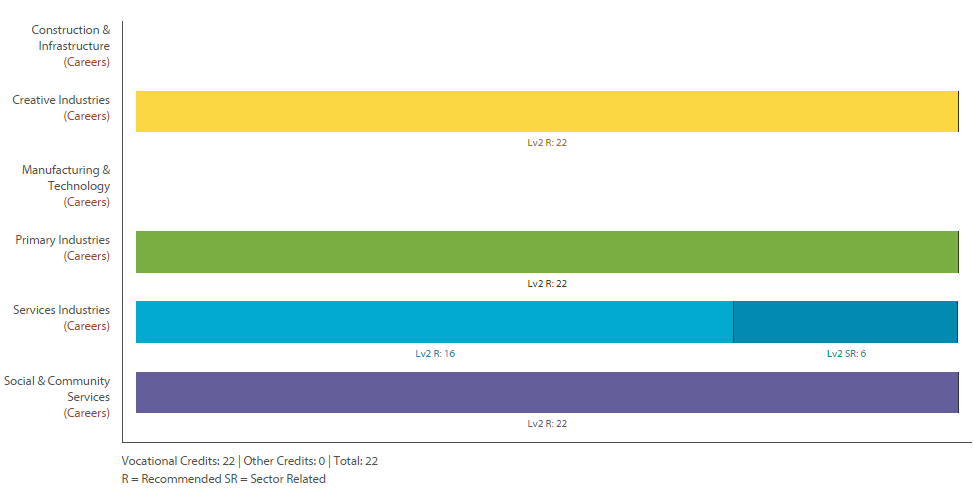 Construction &
Infrastructure
(Careers)
Creative Industries
(Careers)
Lv2 R: 22
Manufacturing &
Technology
(Careers)
Primary Industries
(Careers)
Lv2 R: 22
Services Industries
(Careers)
Lv2 R: 16
Lv2 SR: 6
Social & Community
Services
(Careers)
Lv2 R: 22
Vocational Credits: 22 | Other Credits: 0 | Total: 22
R = Recommended SR = Sector Related